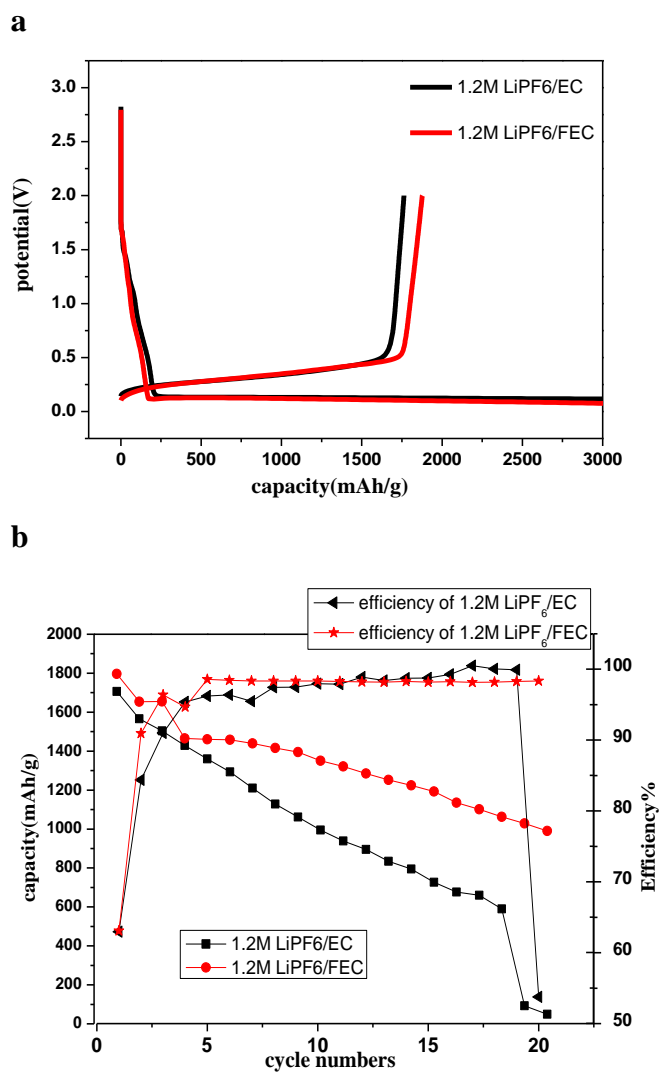 a
1.2M LiPF6/EC
1.2M LiPF6/FEC
3.0
2.5
2.0
1.5
1.0
0.5
0.0
potential(V)
0 500 1000 1500 2000 2500 3000
capacity(mAh/g)
b
efficiency of 1.2M LiPF6/EC
efficiency of 1.2M LiPF6/FEC
2000
1800
1600
1400
1200
1000
800
600
400
200
0
capacity(mAh/g)
100
90
80
70
60
50
Efficiency%
1.2M LiPF6/EC
1.2M LiPF6/FEC
0 5 10 15 20
cycle numbers